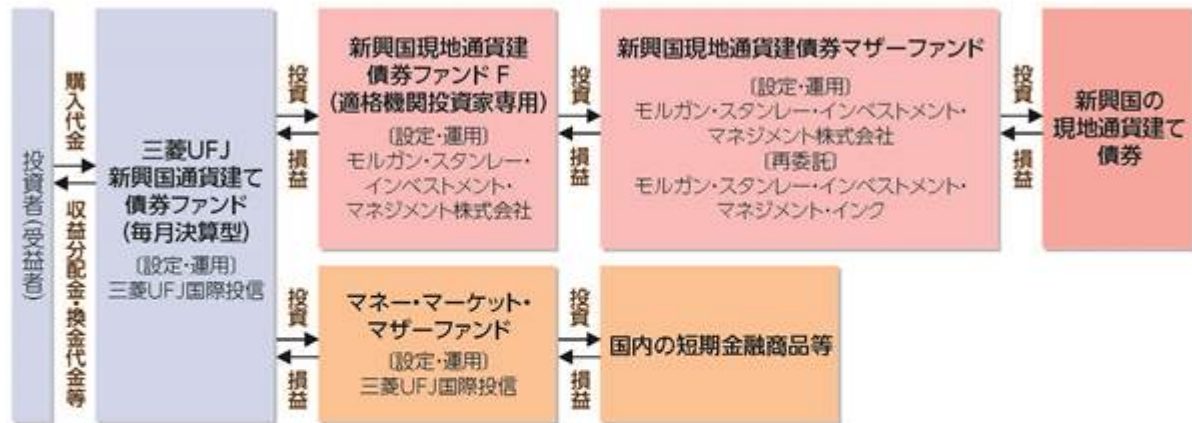 投資者(受益者)
購入代金
収益分配金・換金代金等
三菱UFJ
新興国通貨建て
債券ファンド
(毎月決算型)
〔設定・運用〕
三菱UFJ国際投信
投資
損益
新興国現地通貨建
債券ファンド F
(適格機関投資家専用)
〔設定・運用〕
モルガン・スタンレー・
インベストメント・
マネジメント株式会社
投資
損益
新興国現地通貨建債券マザーファンド
〔設定・運用〕
モルガン・スタンレー・インベストメント・
マネジメント株式会社
〔再委託〕
モルガン・スタンレー・インベストメント・
マネジメント・インク
投資
損益
新興国の
現地通貨建て
債券
投資
損益
マネー・マーケット・
マザーファンド
〔設定・運用〕
三菱UFJ国際投信
投資
損益
国内の短期金融商品等